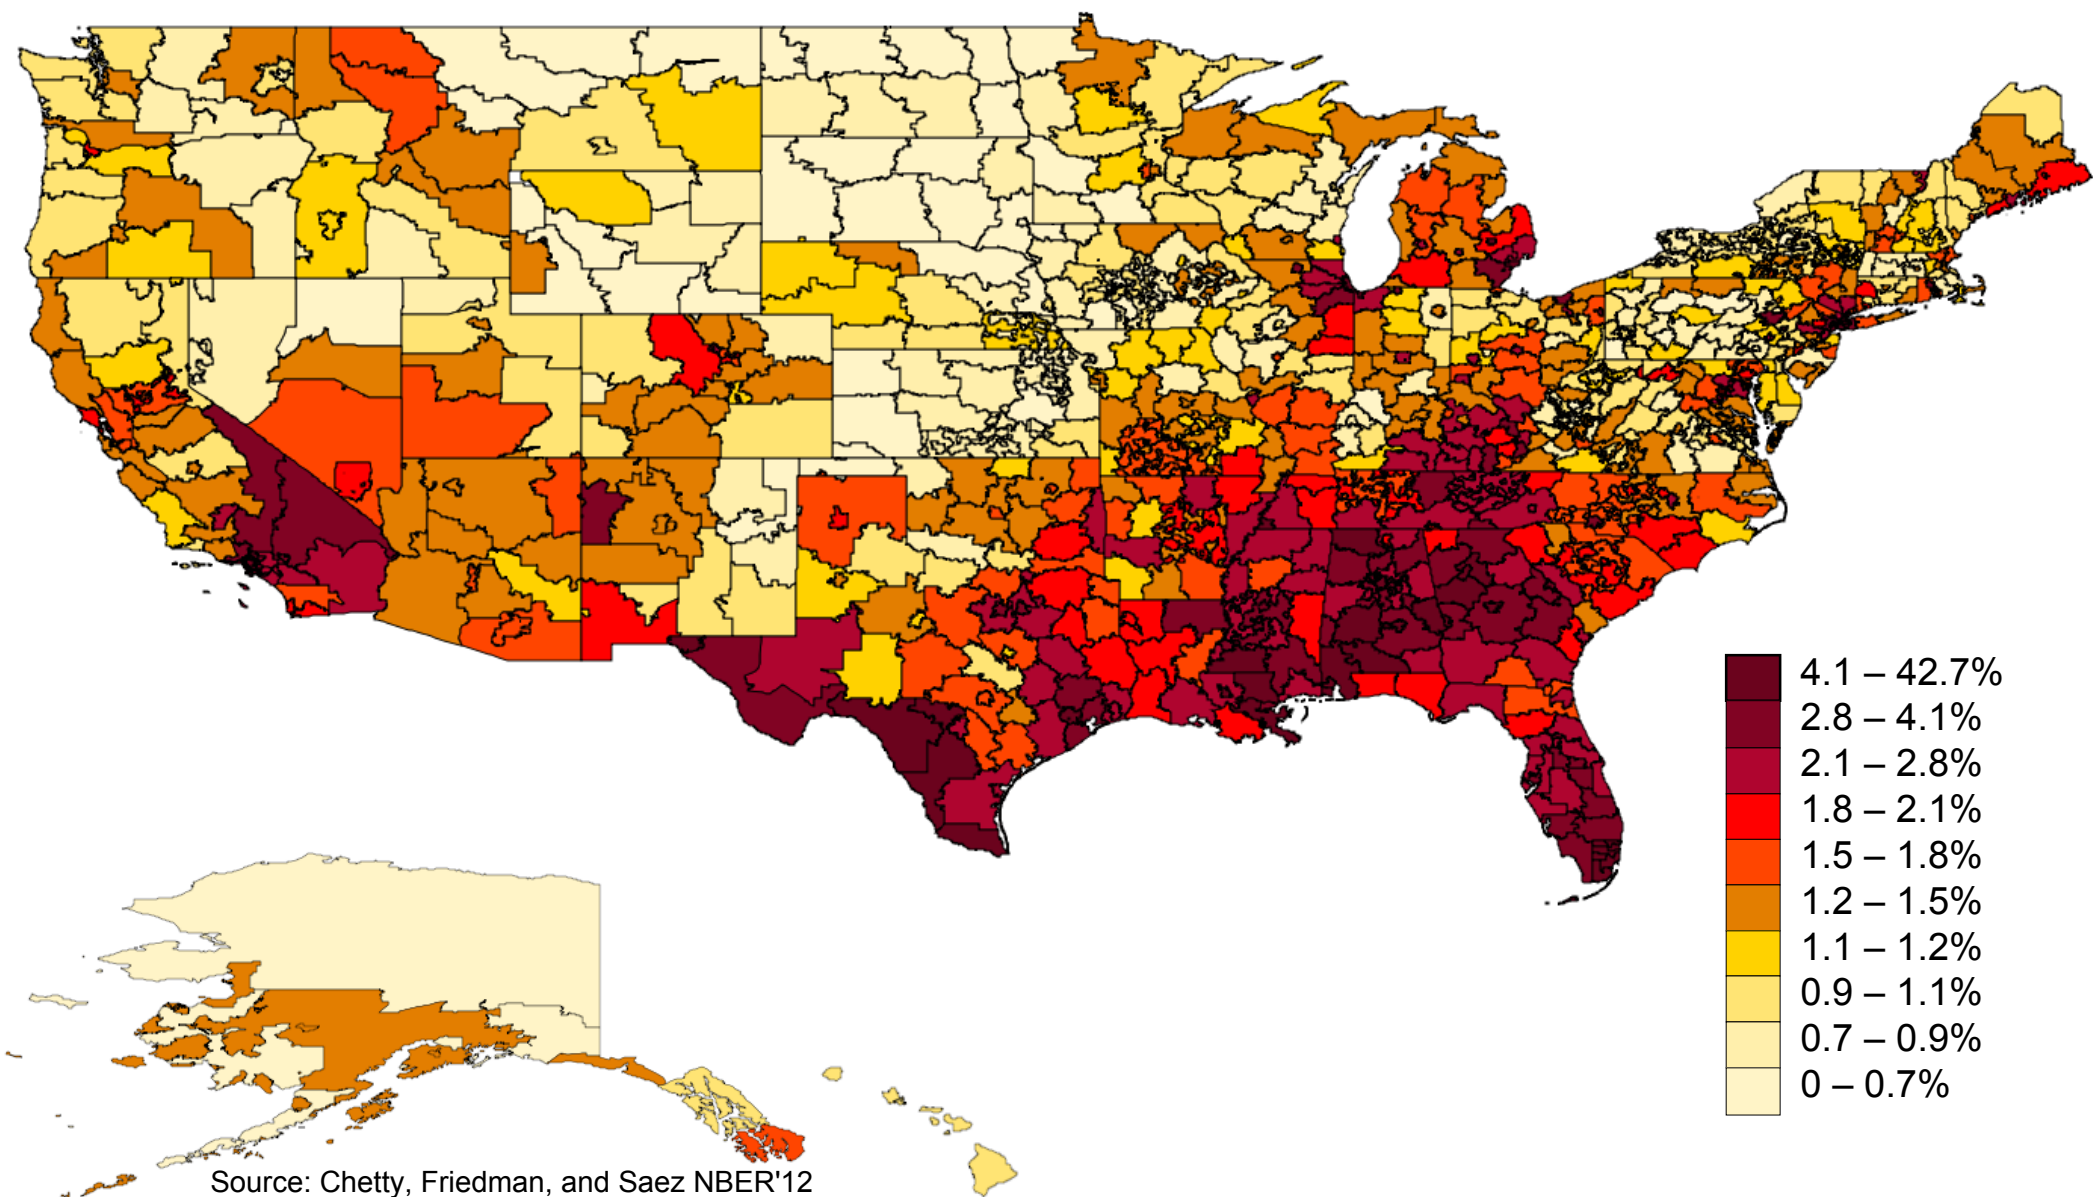 4.1 – 42.7%
2.8 – 4.1%
2.1 – 2.8%
1.8 – 2.1%
1.5 – 1.8%
1.2 – 1.5%
1.1 – 1.2%
0.9 – 1.1%
0.7 – 0.9%
0 – 0.7%
Source: Chetty, Friedman, and Saez NBER'12